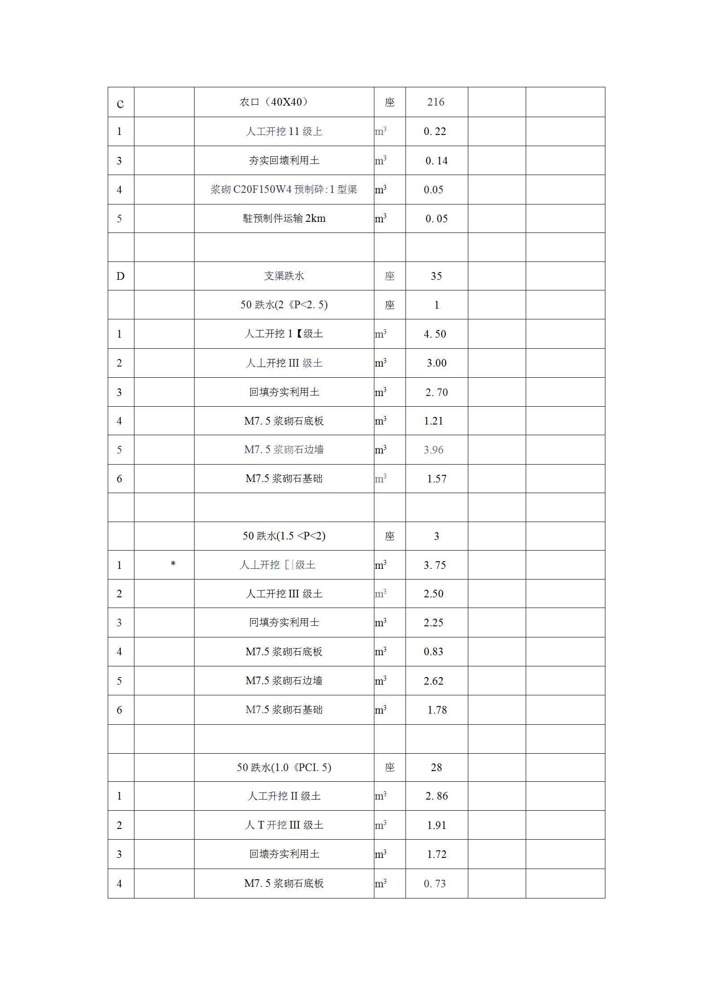 c 农口（40X40） 座 216
1 人工开挖 11 级上 m³ 0. 22
3 夯实回壊利用土 m³ 0. 14
4 浆砌 C20F150W4 预制砕:1 型渠 m³ 0.05
5 駐预制件运输 2km m³ 0. 05
D 支渠跌水 座 35
50 跌水(2《P<2. 5) 座 1
1 人工开挖 1【级土 m³ 4. 50
2 人丄开挖 III 级土 m³ 3.00
3 回填夯实利用土 m³ 2. 70
4 M7. 5 浆砌石底板 m³ 1.21
5 M7. 5 浆砌石边墙 m³ 3.96
6 M7.5 浆砌石基础 m³ 1.57
50 跌水(1.5 <P<2) 座 3
1 * 人丄开挖［|级土 m³ 3. 75
2 人工开挖 III 级土 m³ 2.50
3 冋填夯实利用士 m³ 2.25
4 M7.5 浆砌石底板 m³ 0.83
5 M7.5 浆砌石边墙 m³ 2.62
6 M7.5 浆砌石基础 m³ 1.78
50 跌水(1.0《PCI. 5) 座 28
1 人工升挖 II 级土 m³ 2. 86
2 人 T 开挖 III 级土 m³ 1.91
3 回壊夯实利用土 m³ 1.72
4 M7. 5 浆砌石底板 m³ 0. 73